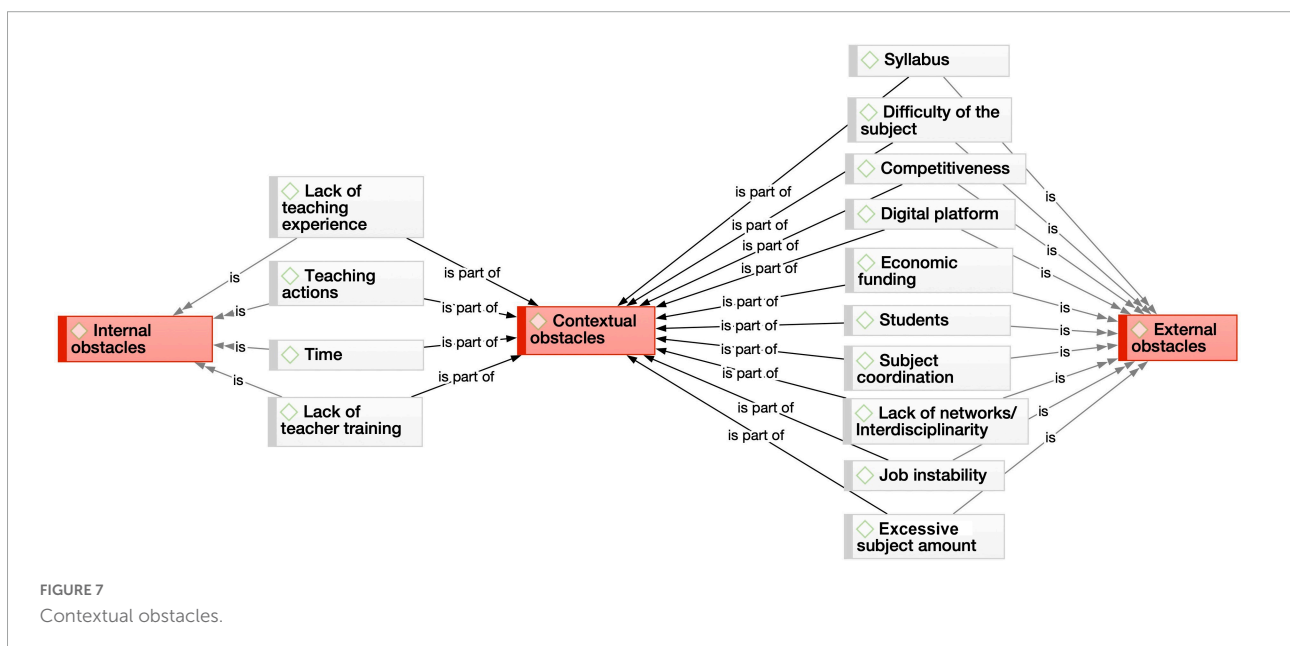 Syllabus
Difficulty of the
subject
Competitiveness
Digital platform
Economic
funding
Students
Subject
coordination
Lack of networks/
Interdisciplinarity
Job instability
Excessive
subject amount
Lack of
teaching
experience
Teaching
actions
Time
Lack of
teacher training
Internal
obstacles
Contextual
obstacles
External
obstacles
is
is
is
is
is part of
is part of
is part of
is part of
is part of
is part of
is part of
is part of
is part of
is part of
is part of
is part of
is part of
is part of
is
is
is
is
is
is
is
is
is
is
FIGURE 7
Contextual obstacles.